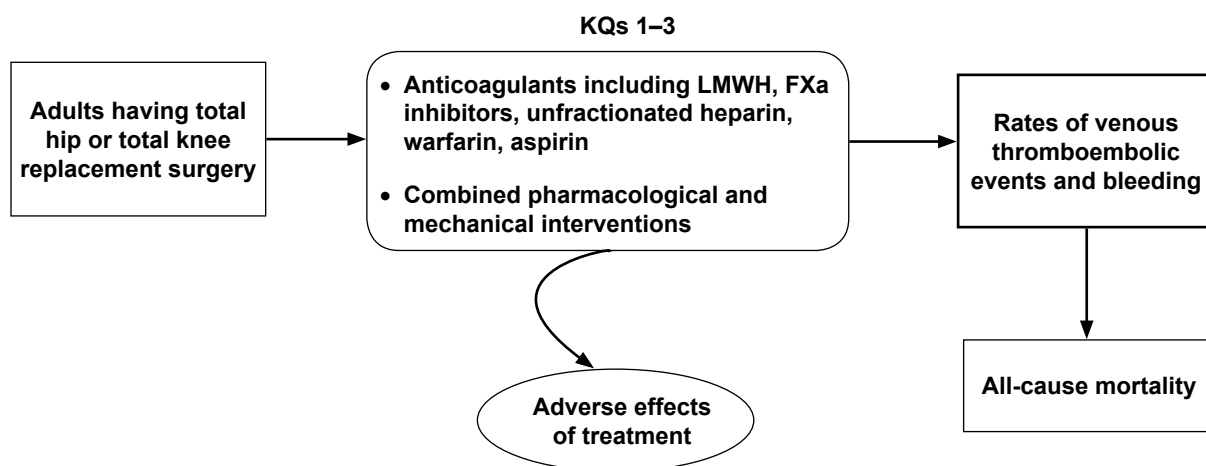 KQs 1–3
Adults having total
hip or total knee
replacement surgery
• Anticoagulants including LMWH, FXa
inhibitors, unfractionated heparin,
warfarin, aspirin
• Combined pharmacological and
mechanical interventions
Rates of venous
thromboembolic
events and bleeding
Adverse effects
of treatment
All-cause mortality